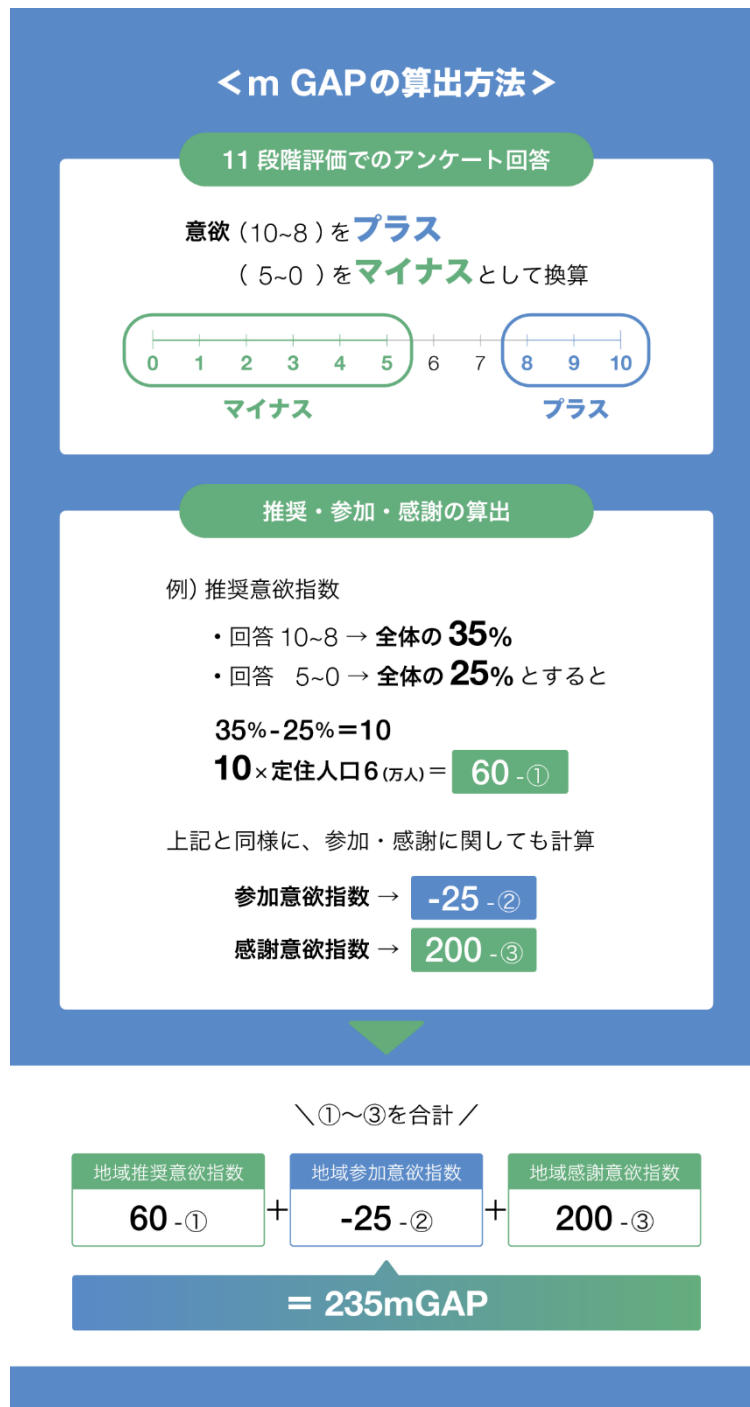 ＜m GAPの算出方法＞
11 段階評価でのアンケート回答
意欲（10~8）をプラス
（ 5~0 ）をマイナスとして換算
0 1 2 3 4 5 6 7 8 9 10
マイナス プラス
推奨・参加・感謝の算出
例）推奨意欲指数
・回答 10~8 → 全体の 35%
・回答 5~0 → 全体の 25% とすると
35%-25%＝10
10×定住人口6(万人)＝ 60 -①
上記と同様に、参加・感謝に関しても計算
参加意欲指数 → -25 -②
感謝意欲指数 → 200 -③
＼①〜③を合計／
地域推奨意欲指数 地域参加意欲指数 地域感謝意欲指数
60 -① + -25 -② + 200 -③
＝ 235mGAP